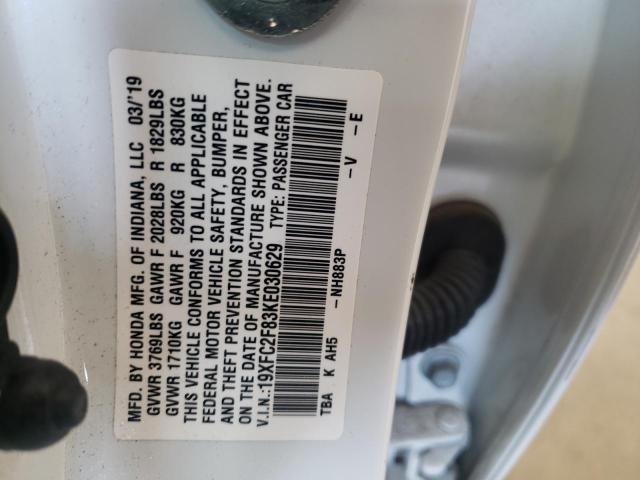 MFD. BY HONDA MFG. OF INDIANA, LLC 03/'19
GVWR 3769LBS GAWR F 2028LBS R 1829LBS
GVWR 1710KG GAWR F 920KG R 830KG
THIS VEHICLE CONFORMS TO ALL APPLICABLE
FEDERAL MOTOR VEHICLE SAFETY, BUMPER,
AND THEFT PREVENTION STANDARDS IN EFFECT
ON THE DATE OF MANUFACTURE SHOWN ABOVE.
V.I.N.:19XFC2F83KE030629 TYPE: PASSENGER CAR
TBA K AH5 -NH883P -V -E